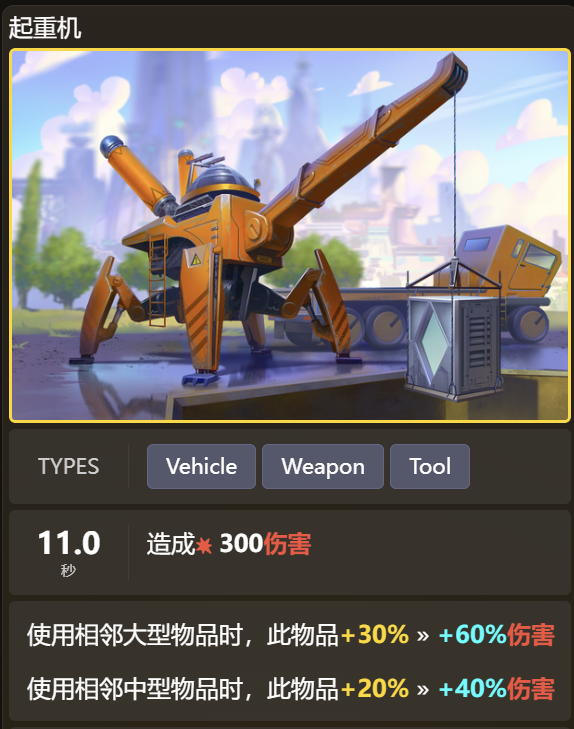 起重机
TYPES Vehicle Weapon Tool
11.0 造成 300伤害
秒
使用相邻大型物品时，此物品+30% » +60%伤害
使用相邻中型物品时，此物品+20% » +40%伤害